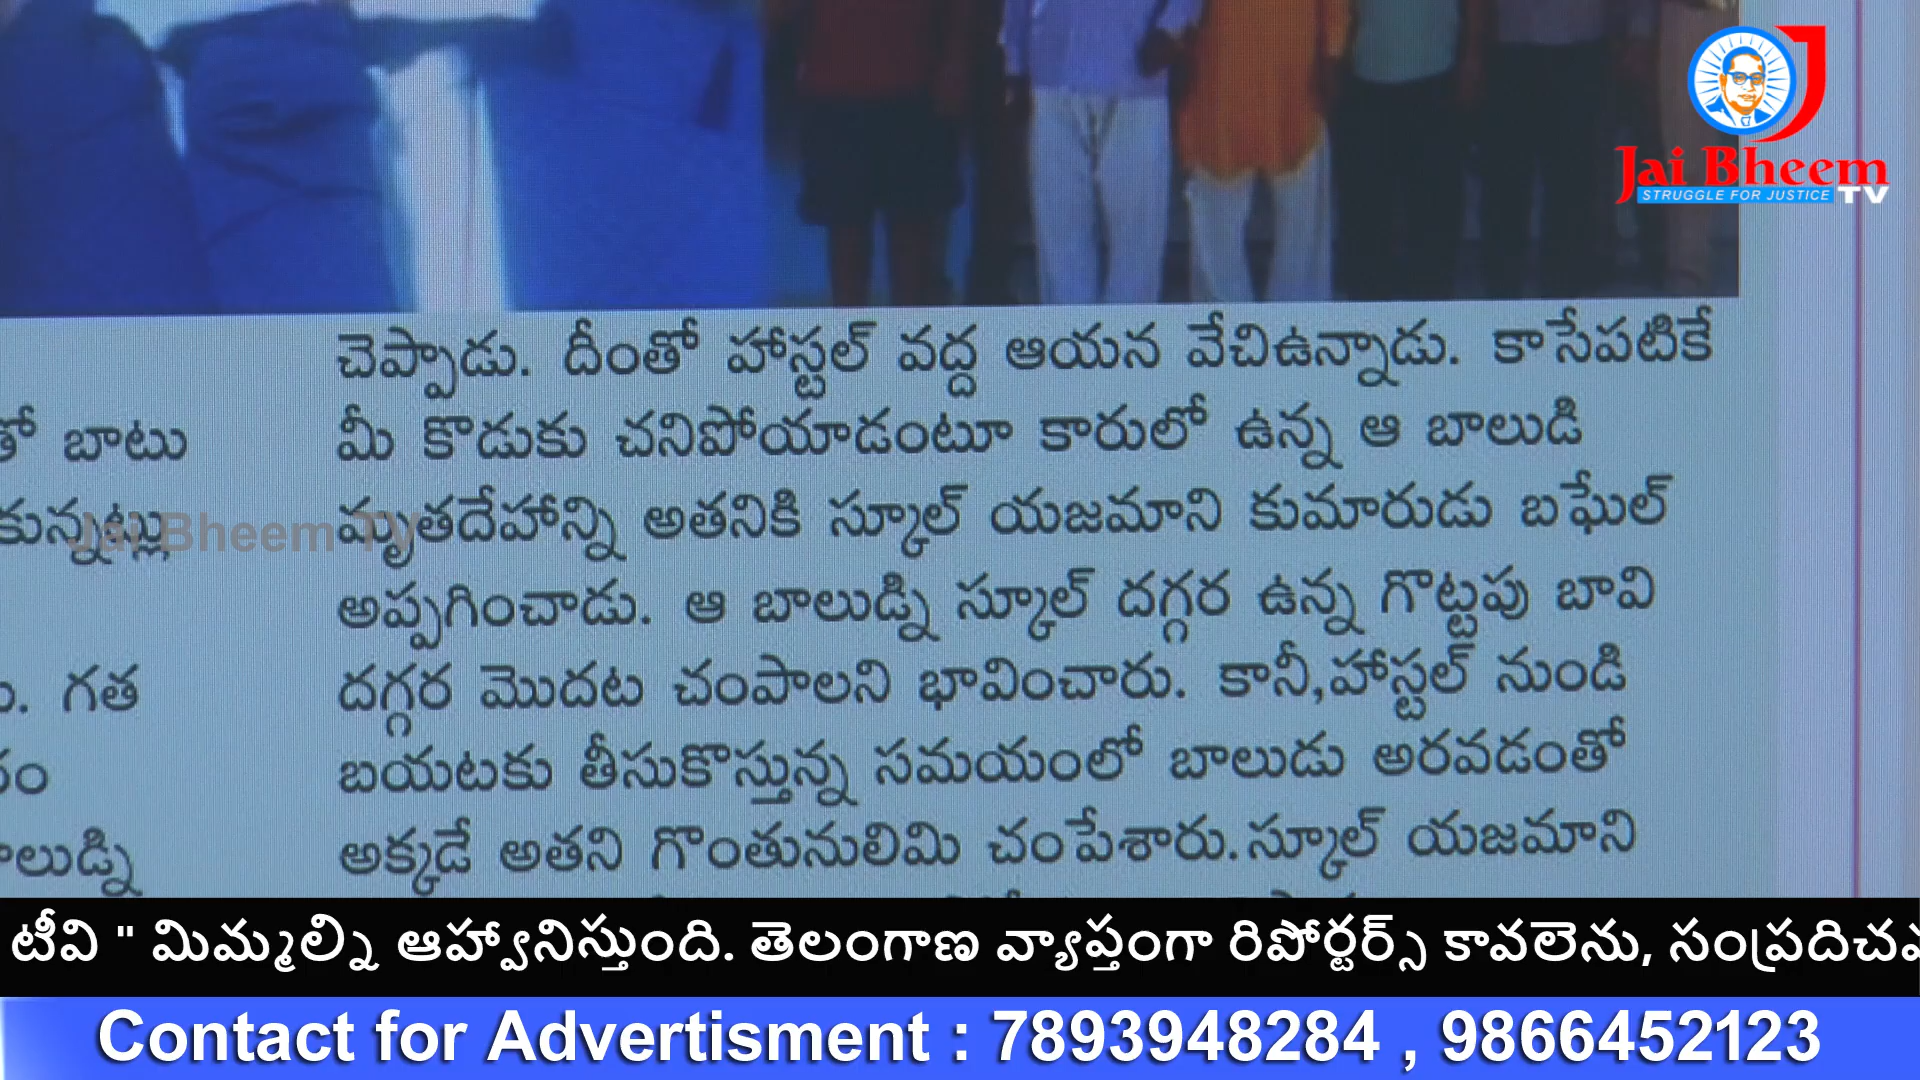 Jai Bheem
STRUGGLE FOR JUSTICE TV
తో బాటు
కున్నట్లు
గత
చెప్పాడు. దీంతో హాస్టల్ వద్ద ఆయన వేచిఉన్నాడు. కాసేపటికే
మీ కొడుకు చనిపోయాడంటూ కారులో ఉన్న ఆ బాలుడి
మృతదేహాన్ని అతనికి స్కూల్ యజమాని కుమారుడు బఘేల్
అప్పగించాడు. ఆ బాలుడ్ని స్కూల్ దగ్గర ఉన్న గొట్టపు బావి
దగ్గర మొదట చంపాలని భావించారు. కానీ,హాస్టల్ నుండి
బయటకు తీసుకొస్తున్న సమయంలో బాలుడు అరవడంతో
అక్కడే అతని గొంతునులిమి చంపేశారు.స్కూల్ యజమాని
Jai Bheem TV
టీవి " మిమ్మల్ని ఆహ్వానిస్తుంది. తెలంగాణ వ్యాప్తంగా రిపోర్టర్స్ కావలెను,
Contact for Advertisment : 7893948284 , 9866452123